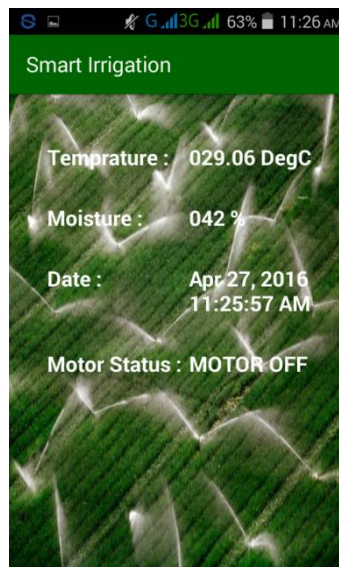 G 3G 63% 11:26 AM
Smart Irrigation
Temprature : 029.06 DegC
Moisture : 042 %
Date : Apr 27, 2016
11:25:57 AM
Motor Status : MOTOR OFF